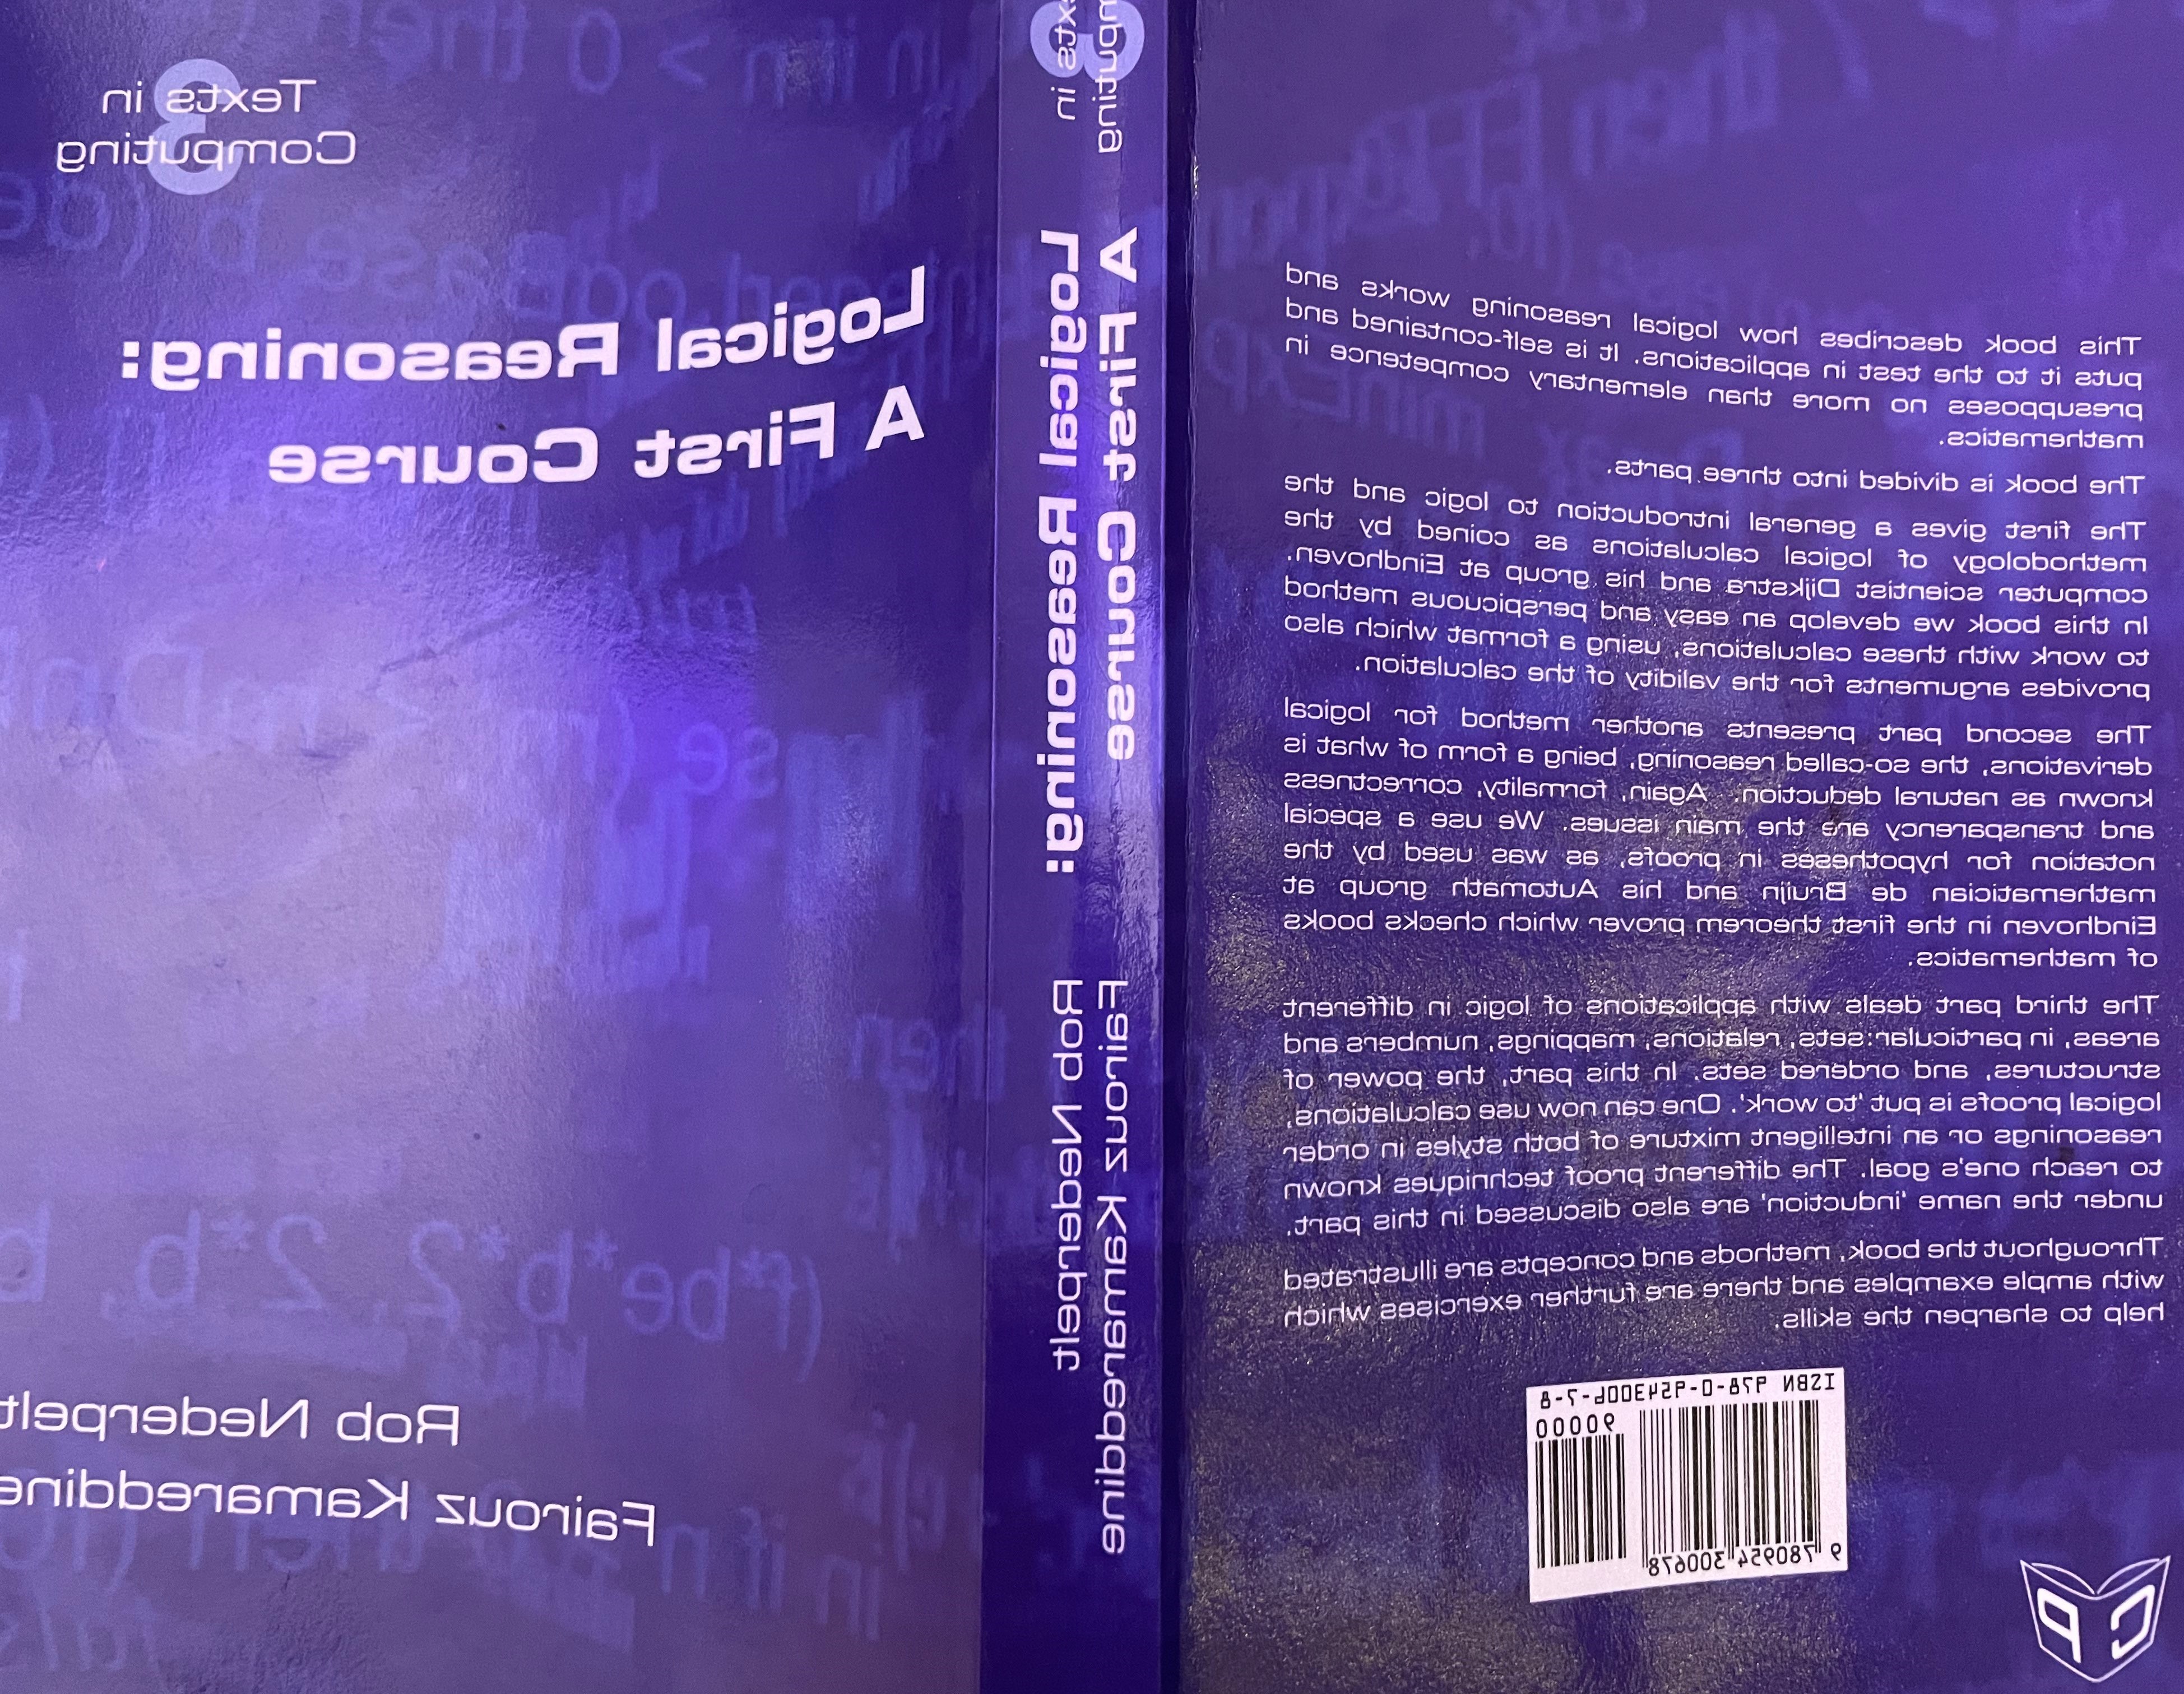 Texts in
Computing
3
Logical Reasoning:
A First Course
Rob Nederpelt
Fairouz Kamareddine
3
in
Logical Reasoning:
A First Course
Rob Nederpelt
Fairouz Kamareddine
This book describes how logical reasoning works and
puts it to the test in applications. It is self-contained and
presupposes no more than elementary competence in
mathematics.
The book is divided into three parts.
The first gives a general introduction to logic and the
methodology of logical calculations as coined by the
computer scientist Dijkstra and his group at Eindhoven.
In this book we develop an easy and perspicuous method
to work with these calculations, using a format which also
provides arguments for the validity of the calculation.
The second part presents another method for logical
derivations, the so-called reasoning, being a form of what is
known as natural deduction. Again, formality, correctness
and transparency are the main issues. We use a special
notation for hypotheses in proofs, as was used by the
mathematician de Bruijn and his Automath group at
Eindhoven in the first theorem prover which checks books
of mathematics.
The third part deals with applications of logic in different
areas, in particular:sets, relations, mappings, numbers and
structures, and ordered sets. In this part, the power of
logical proofs is put 'to work'. One can now use calculations,
reasonings or an intelligent mixture of both styles in order
to reach one's goal. The different proof techniques known
under the name 'induction' are also discussed in this part.
Throughout the book, methods and concepts are illustrated
with ample examples and there are further exercises which
help to sharpen the skills.
ISBN 978-0-9543006-7-8
90000
9 780954 300678
CP